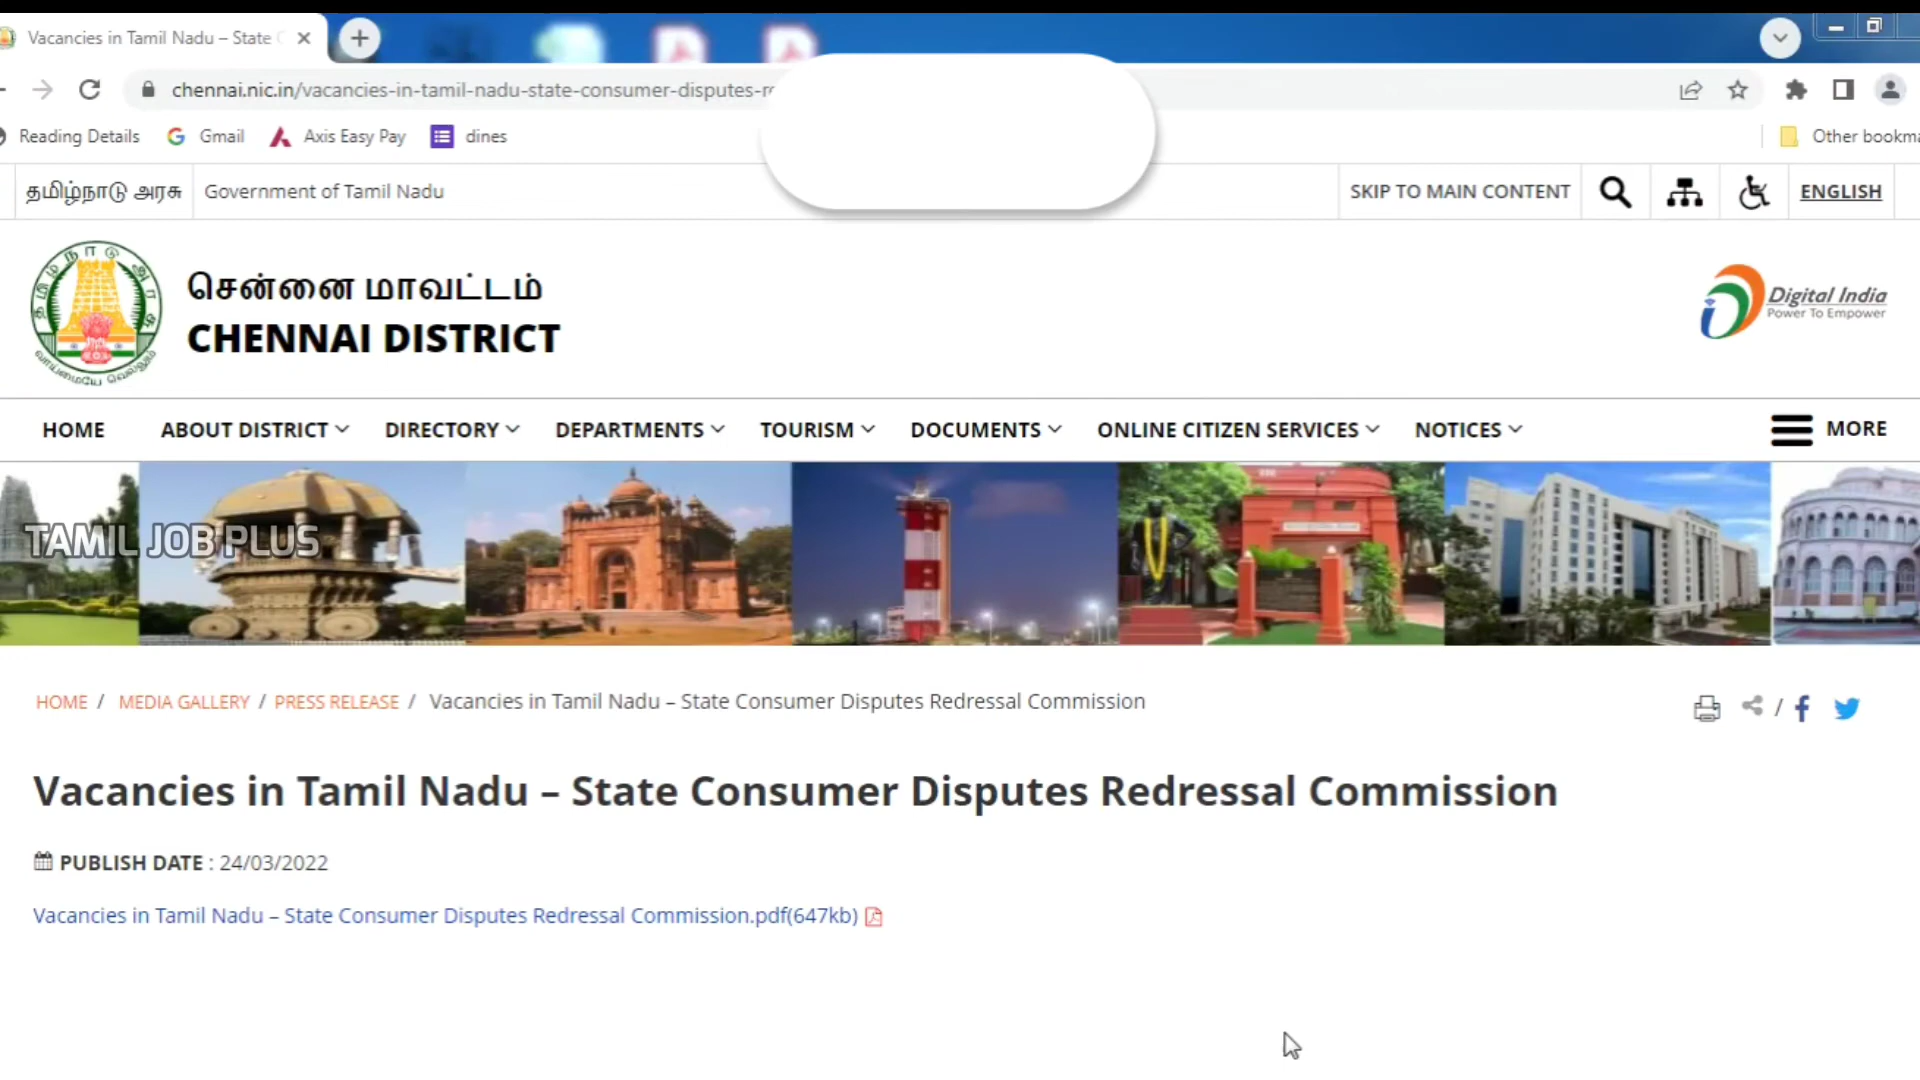 Vacancies in Tamil Nadu – State
chennai.nic.in/vacancies-in-tamil-nadu-state-consumer-disputes-r
Reading Details Gmail Axis Easy Pay dines Other bookma
தமிழ்நாடு அரசு Government of Tamil Nadu SKIP TO MAIN CONTENT ENGLISH
சென்னை மாவட்டம்
CHENNAI DISTRICT
Digital India
Power To Empower
HOME ABOUT DISTRICT DIRECTORY DEPARTMENTS TOURISM DOCUMENTS ONLINE CITIZEN SERVICES NOTICES MORE
TAMIL JOB PLUS
HOME / MEDIA GALLERY / PRESS RELEASE / Vacancies in Tamil Nadu – State Consumer Disputes Redressal Commission
Vacancies in Tamil Nadu – State Consumer Disputes Redressal Commission
PUBLISH DATE : 24/03/2022
Vacancies in Tamil Nadu – State Consumer Disputes Redressal Commission.pdf(647kb)